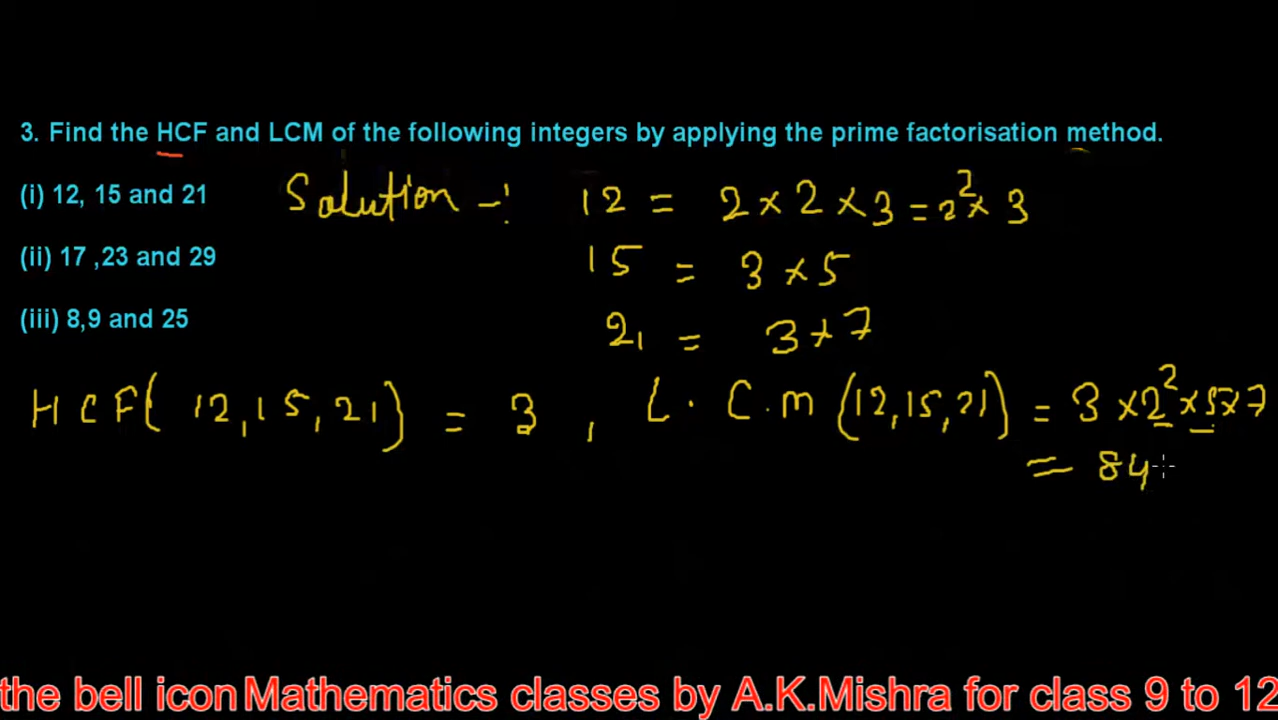 3. Find the HCF and LCM of the following integers by applying the prime factorisation method.
(i) 12, 15 and 21
Solution -: 12 = 2 × 2 × 3 = 2² × 3
(ii) 17 ,23 and 29
15 = 3 × 5
(iii) 8,9 and 25
21 = 3 × 7
HCF( 12,15,21) = 3 , L.C.M (12,15,21) = 3 × 2² × 5 × 7
= 84
the bell icon Mathematics classes by A.K.Mishra for class 9 to 12